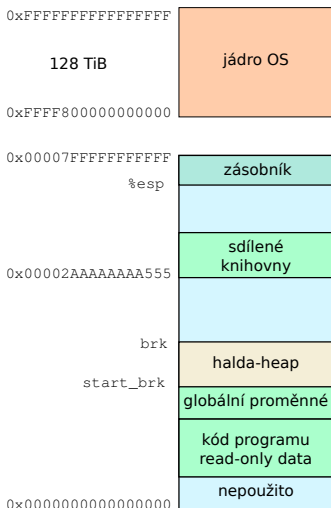 0xFFFFFFFFFFFFFFFF
128 TiB
jádro OS
0xFFFF800000000000
0x00007FFFFFFFFFFF
zásobník
%esp
sdílené
knihovny
0x00002AAAAAAAA555
brk
halda-heap
start_brk
globální proměnné
kód programu
read-only data
nepoužito
0x0000000000000000